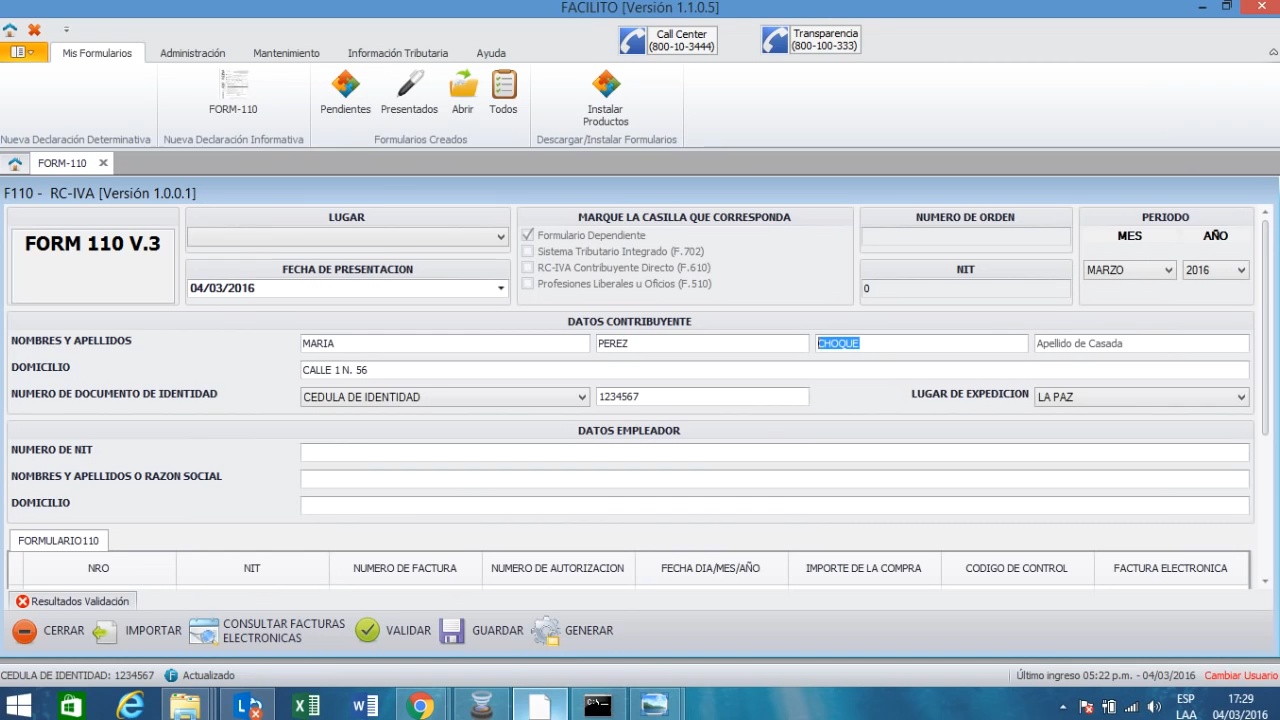 FACILITO [Versión 1.1.0.5]
Mis Formularios Administración Mantenimiento Información Tributaria Ayuda
Call Center
(800-10-3444)
Transparencia
(800-100-333)
FORM-110 Pendientes Presentados Abrir Todos Instalar
Productos
Nueva Declaración Determinativa Nueva Declaración Informativa Formularios Creados Descargar/Instalar Formularios
FORM-110
F110 - RC-IVA [Versión 1.0.0.1]
FORM 110 V.3
LUGAR
FECHA DE PRESENTACION
04/03/2016
MARQUE LA CASILLA QUE CORRESPONDA
Formulario Dependiente
Sistema Tributario Integrado (F.702)
RC-IVA Contribuyente Directo (F.610)
Profesiones Liberales u Oficios (F.510)
NUMERO DE ORDEN
NIT
0
PERIODO
MES AÑO
MARZO 2016
DATOS CONTRIBUYENTE
NOMBRES Y APELLIDOS MARIA PEREZ CHOQUE Apellido de Casada
DOMICILIO CALLE 1 N. 56
NUMERO DE DOCUMENTO DE IDENTIDAD CEDULA DE IDENTIDAD 1234567 LUGAR DE EXPEDICION LA PAZ
DATOS EMPLEADOR
NUMERO DE NIT
NOMBRES Y APELLIDOS O RAZON SOCIAL
DOMICILIO
FORMULARIO110
NRO NIT NUMERO DE FACTURA NUMERO DE AUTORIZACION FECHA DIA/MES/AÑO IMPORTE DE LA COMPRA CODIGO DE CONTROL FACTURA ELECTRONICA
Resultados Validación
CERRAR IMPORTAR CONSULTAR FACTURAS
ELECTRONICAS VALIDAR GUARDAR GENERAR
CEDULA DE IDENTIDAD: 1234567 Actualizado Último ingreso 05:22 p.m. - 04/03/2016 Cambiar Usuario
ESP
LAA
17:29
04/03/2016